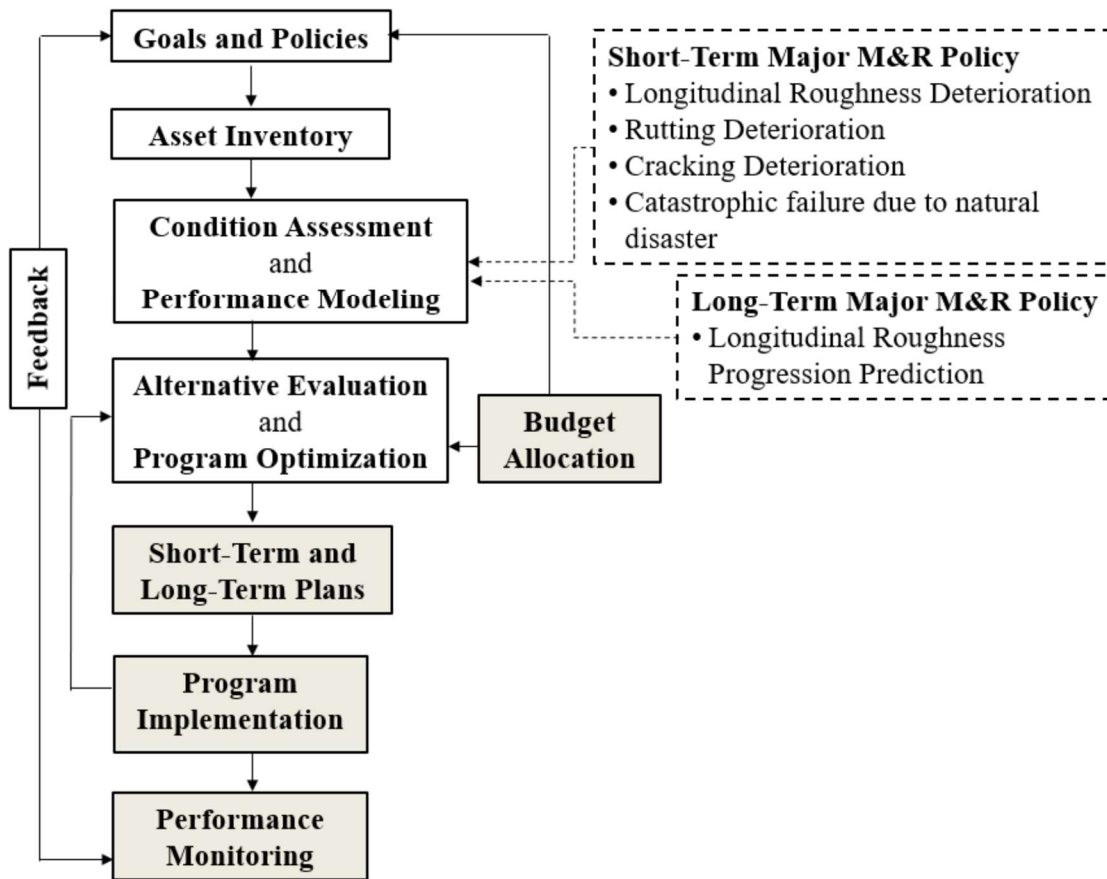 Goals and Policies
Asset Inventory
Condition Assessment
and
Performance Modeling
Alternative Evaluation
and
Program Optimization
Budget
Allocation
Short-Term and
Long-Term Plans
Program
Implementation
Performance
Monitoring
Feedback
Short-Term Major M&R Policy
• Longitudinal Roughness Deterioration
• Rutting Deterioration
• Cracking Deterioration
• Catastrophic failure due to natural
disaster
Long-Term Major M&R Policy
• Longitudinal Roughness
Progression Prediction